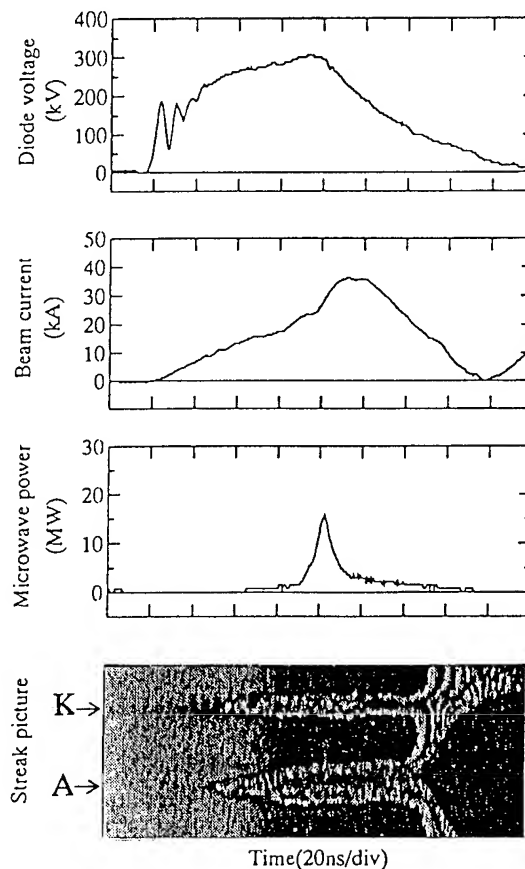 Diode voltage
(kV)
400
300
200
100
0
Beam current
(kA)
50
40
30
20
10
0
Microwave power
(MW)
30
20
10
0
Streak picture
K→
A→
Time(20ns/div)